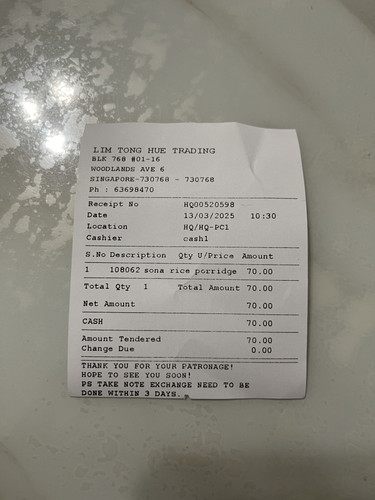 LIM TONG HUE TRADING
BLK 768 #01-16
WOODLANDS AVE 6
SINGAPORE-730768 - 730768
Ph : 63698470
Receipt No HQ00520598
Date 13/03/2025 10:30
Location HQ/HQ-PC1
Cashier cash1
S.No Description Qty U/Price Amount
1 108062 sona rice porridge 70.00
Total Qty 1 Total Amount 70.00
Net Amount 70.00
CASH 70.00
Amount Tendered 70.00
Change Due 0.00
THANK YOU FOR YOUR PATRONAGE!
HOPE TO SEE YOU SOON!
PS TAKE NOTE EXCHANGE NEED TO BE
DONE WITHIN 3 DAYS.